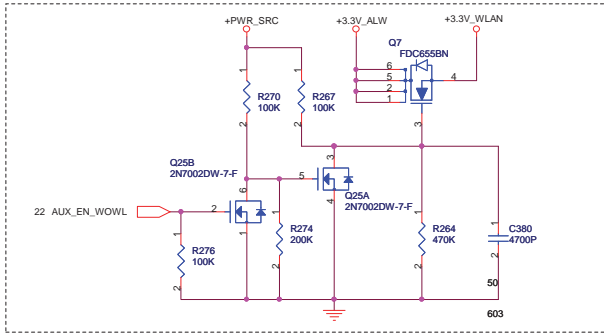 +PWR_SRC
+3.3V_ALW
+3.3V_WLAN
Q7
FDC655BN
6
5
2
1
4
3
1
R270
100K
2
1
R267
100K
2
Q25B
2N7002DW-7-F
6
2
1
3
5
4
Q25A
2N7002DW-7-F
22 AUX_EN_WOWL
1
R276
100K
2
1
R274
200K
2
1
R264
470K
2
1
C380
4700P
2
50
603